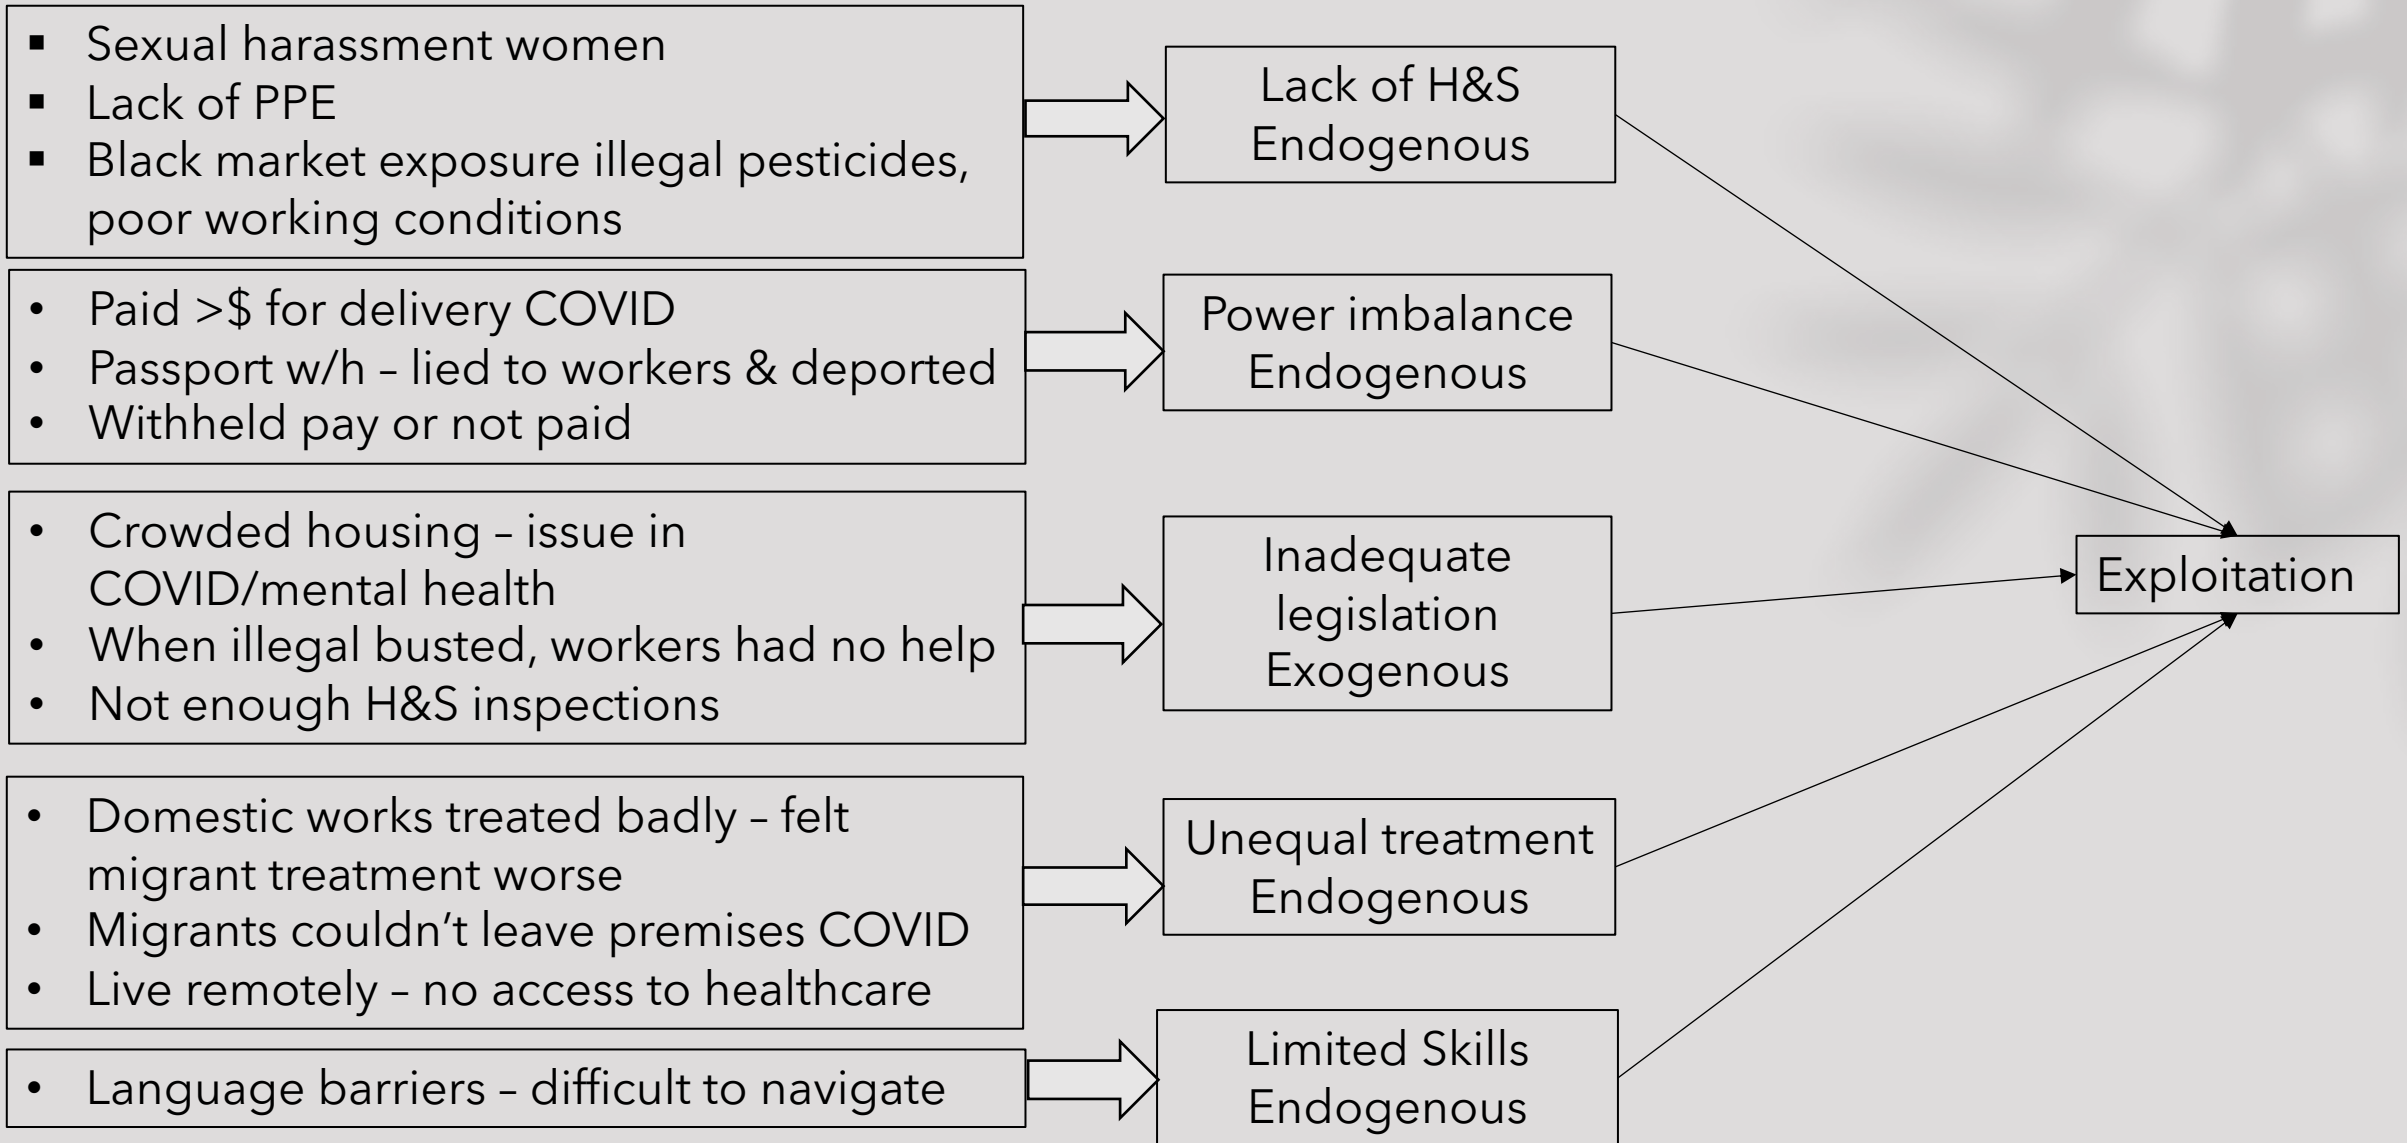 ▪ Sexual harassment women
▪ Lack of PPE
▪ Black market exposure illegal pesticides,
poor working conditions
Lack of H&S
Endogenous
• Paid >$ for delivery COVID
• Passport w/h – lied to workers & deported
• Withheld pay or not paid
Power imbalance
Endogenous
• Crowded housing – issue in
COVID/mental health
• When illegal busted, workers had no help
• Not enough H&S inspections
Inadequate
legislation
Exogenous
Exploitation
• Domestic works treated badly – felt
migrant treatment worse
• Migrants couldn’t leave premises COVID
• Live remotely – no access to healthcare
Unequal treatment
Endogenous
• Language barriers – difficult to navigate
Limited Skills
Endogenous